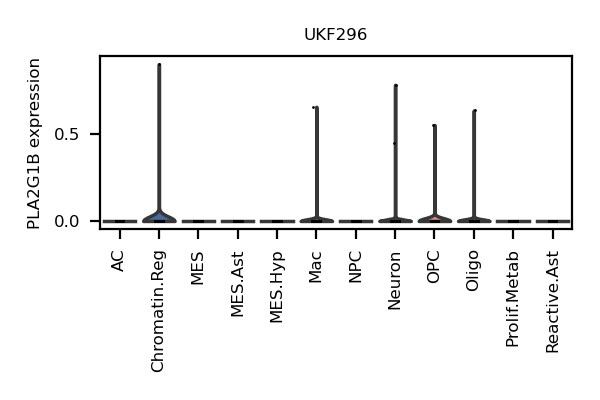 UKF296
PLA2G1B expression
0.5
0.0
AC
Chromatin.Reg
MES
MES.Ast
MES.Hyp
Mac
NPC
Neuron
OPC
Oligo
Prolif.Metab
Reactive.Ast